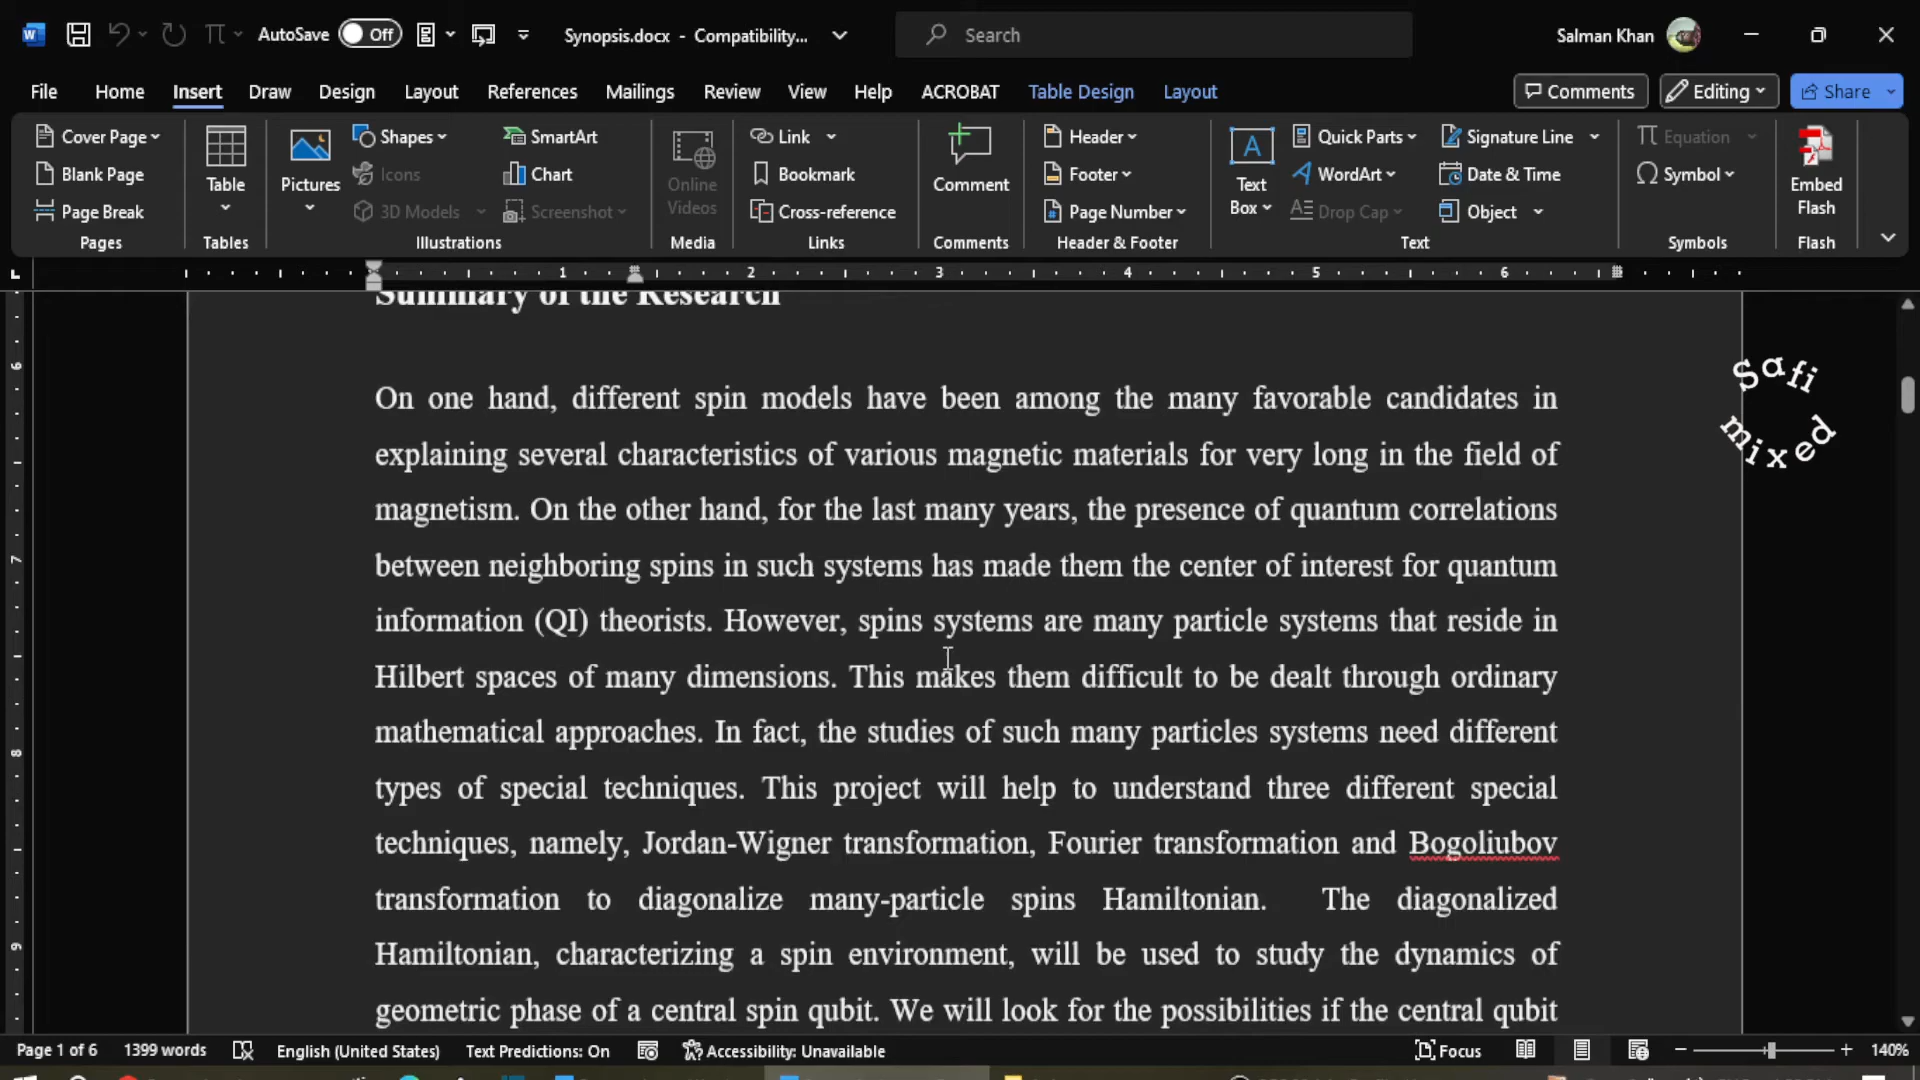 W AutoSave Off Synopsis.docx - Compatibility... Search Salman Khan
File Home Insert Draw Design Layout References Mailings Review View Help ACROBAT Table Design Layout Comments Editing Share
Cover Page Shapes SmartArt Link Header Quick Parts Signature Line Equation
Blank Page Table Pictures Icons Chart Online Videos Bookmark Comment Footer Text Box WordArt Date & Time Symbol Embed Flash
Page Break 3D Models Screenshot Cross-reference Page Number Drop Cap Object
Pages Tables Illustrations Media Links Comments Header & Footer Text Symbols Flash
1 2 3 4 5 6
Summary of the Research
On one hand, different spin models have been among the many favorable candidates in
explaining several characteristics of various magnetic materials for very long in the field of
magnetism. On the other hand, for the last many years, the presence of quantum correlations
between neighboring spins in such systems has made them the center of interest for quantum
information (QI) theorists. However, spins systems are many particle systems that reside in
Hilbert spaces of many dimensions. This makes them difficult to be dealt through ordinary
mathematical approaches. In fact, the studies of such many particles systems need different
types of special techniques. This project will help to understand three different special
techniques, namely, Jordan-Wigner transformation, Fourier transformation and Bogoliubov
transformation to diagonalize many-particle spins Hamiltonian. The diagonalized
Hamiltonian, characterizing a spin environment, will be used to study the dynamics of
geometric phase of a central spin qubit. We will look for the possibilities if the central qubit
6
7
8
9
Safi
mixed
Page 1 of 6 1399 words English (United States) Text Predictions: On Accessibility: Unavailable Focus 140%